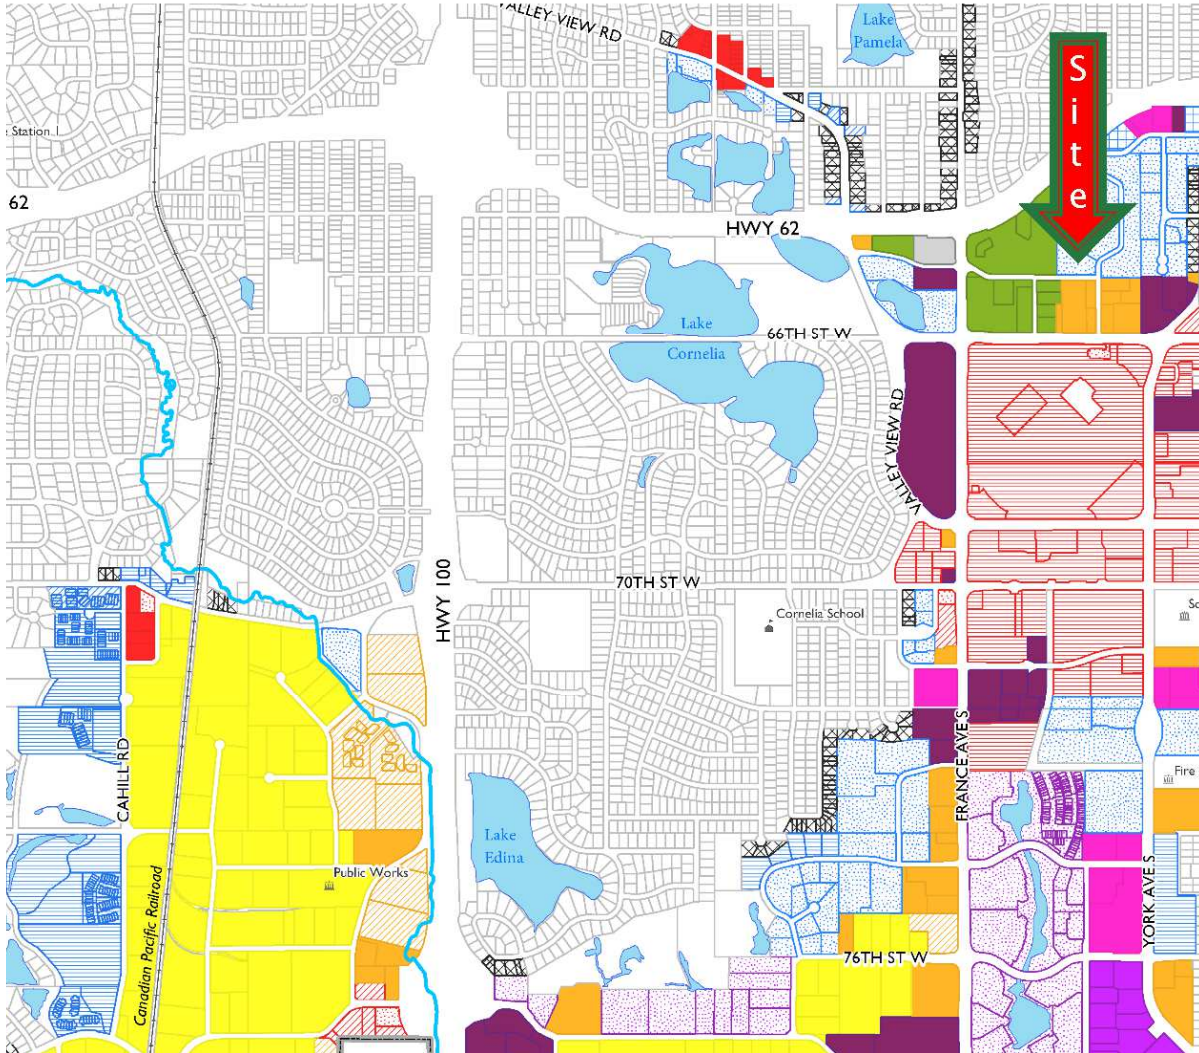 VALLEY VIEW RD
Lake
Pamela
Site
Station 1
62
HWY 62
Lake
66TH ST W
Cornelia
VALLEY VIEW RD
70TH ST W
HWY 100
Cornelia School
CAHILL RD
FRANCE AVE S
Fire
Lake
Edina
Public Works
YORK AVE S
Canadian Pacific Railroad
76TH ST W